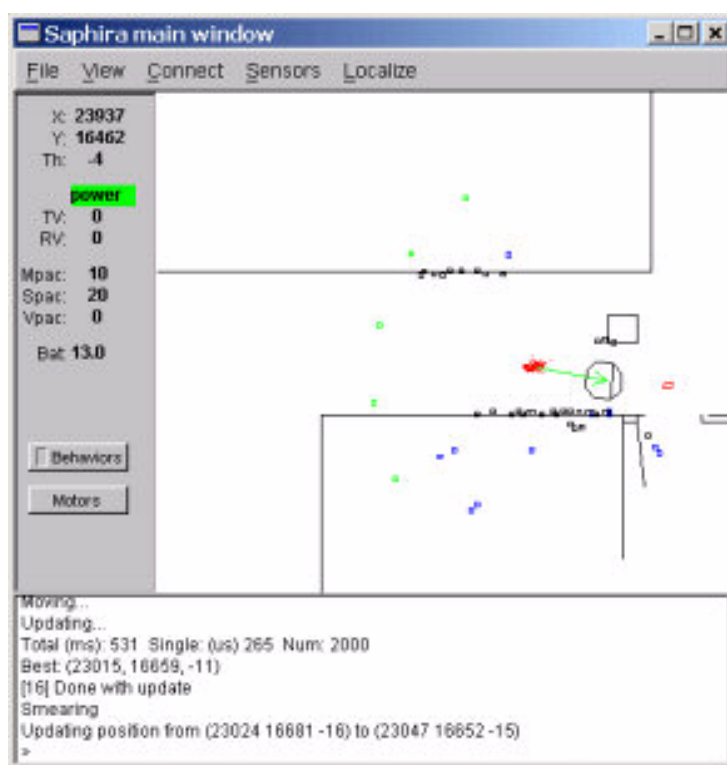 Saphira main window
File View Connect Sensors Localize
X: 23937
Y: 16462
Th: -4
power
TV: 0
RV: 0
Mpac: 10
Spac: 20
Vpac: 0
Bat: 13.0
Behaviors
Motors
Moving...
Updating...
Total (ms): 531 Single: (us) 265 Num: 2000
Best: (23015, 16659, -11)
[16] Done with update
Smearing
Updating position from (23024 16681 -16) to (23047 16652 -15)
>